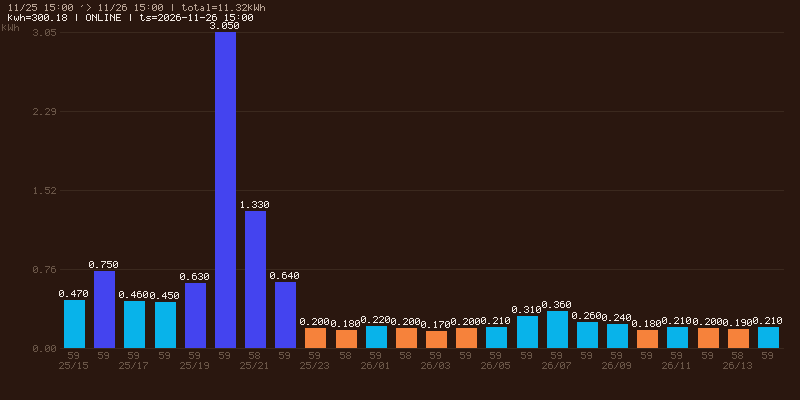 11/25 15:00 -> 11/26 15:00 | total=11.32KWh
Kwh=300.18 | ONLINE | ts=2026-11-26 15:00
KWh
3.05
2.29
1.52
0.76
0.00
0.470 0.750 0.460 0.450 0.630 3.050 1.330 0.640 0.200 0.180 0.220 0.200 0.170 0.200 0.210 0.310 0.360 0.260 0.240 0.180 0.210 0.200 0.190 0.210
59 59 59 59 59 59 58 59 59 58 59 58 59 59 59 59 59 59 59 59 59 59 58 59
25/15 25/17 25/19 25/21 25/23 26/01 26/03 26/05 26/07 26/09 26/11 26/13